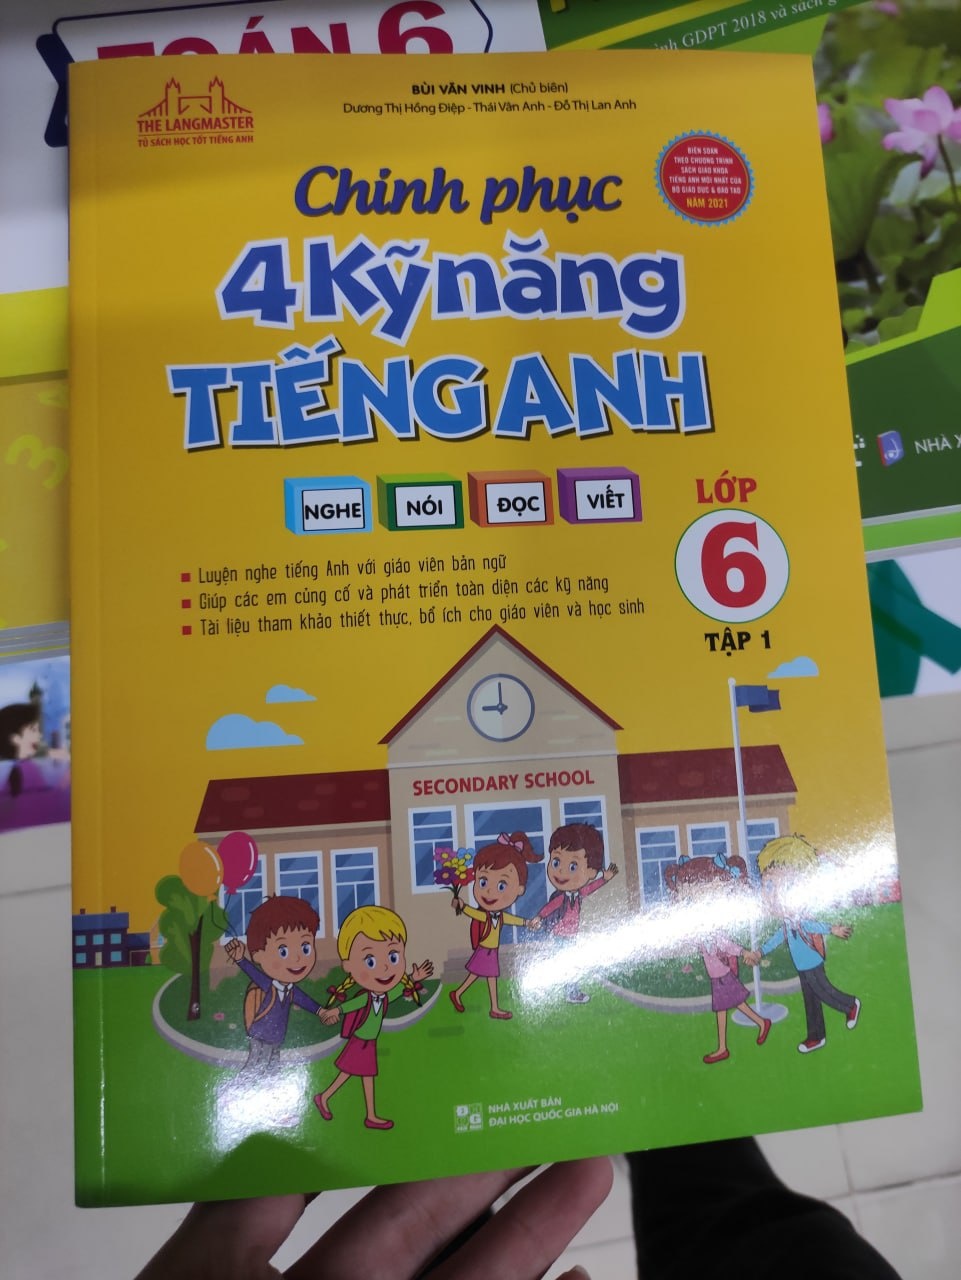 TOÁN 6
GDPT 2018 và sách
THE LANGMASTER
TỦ SÁCH HỌC TỐT TIẾNG ANH
BÙI VĂN VINH (Chủ biên)
Dương Thị Hồng Điệp - Thái Vân Anh - Đỗ Thị Lan Anh
BIÊN SOẠN
THEO CHƯƠNG TRÌNH
SÁCH GIÁO KHOA
TIẾNG ANH MỚI NHẤT CỦA
BỘ GIÁO DỤC & ĐÀO TẠO
NĂM 2021
Chinh phục
4 Kỹ năng
TIẾNG ANH
NGHE NÓI ĐỌC VIẾT
LỚP
6
TẬP 1
Luyện nghe tiếng Anh với giáo viên bản ngữ
Giúp các em củng cố và phát triển toàn diện các kỹ năng
Tài liệu tham khảo thiết thực, bổ ích cho giáo viên và học sinh
SECONDARY SCHOOL
NHÀ XUẤT BẢN
ĐẠI HỌC QUỐC GIA HÀ NỘI
NHÀ